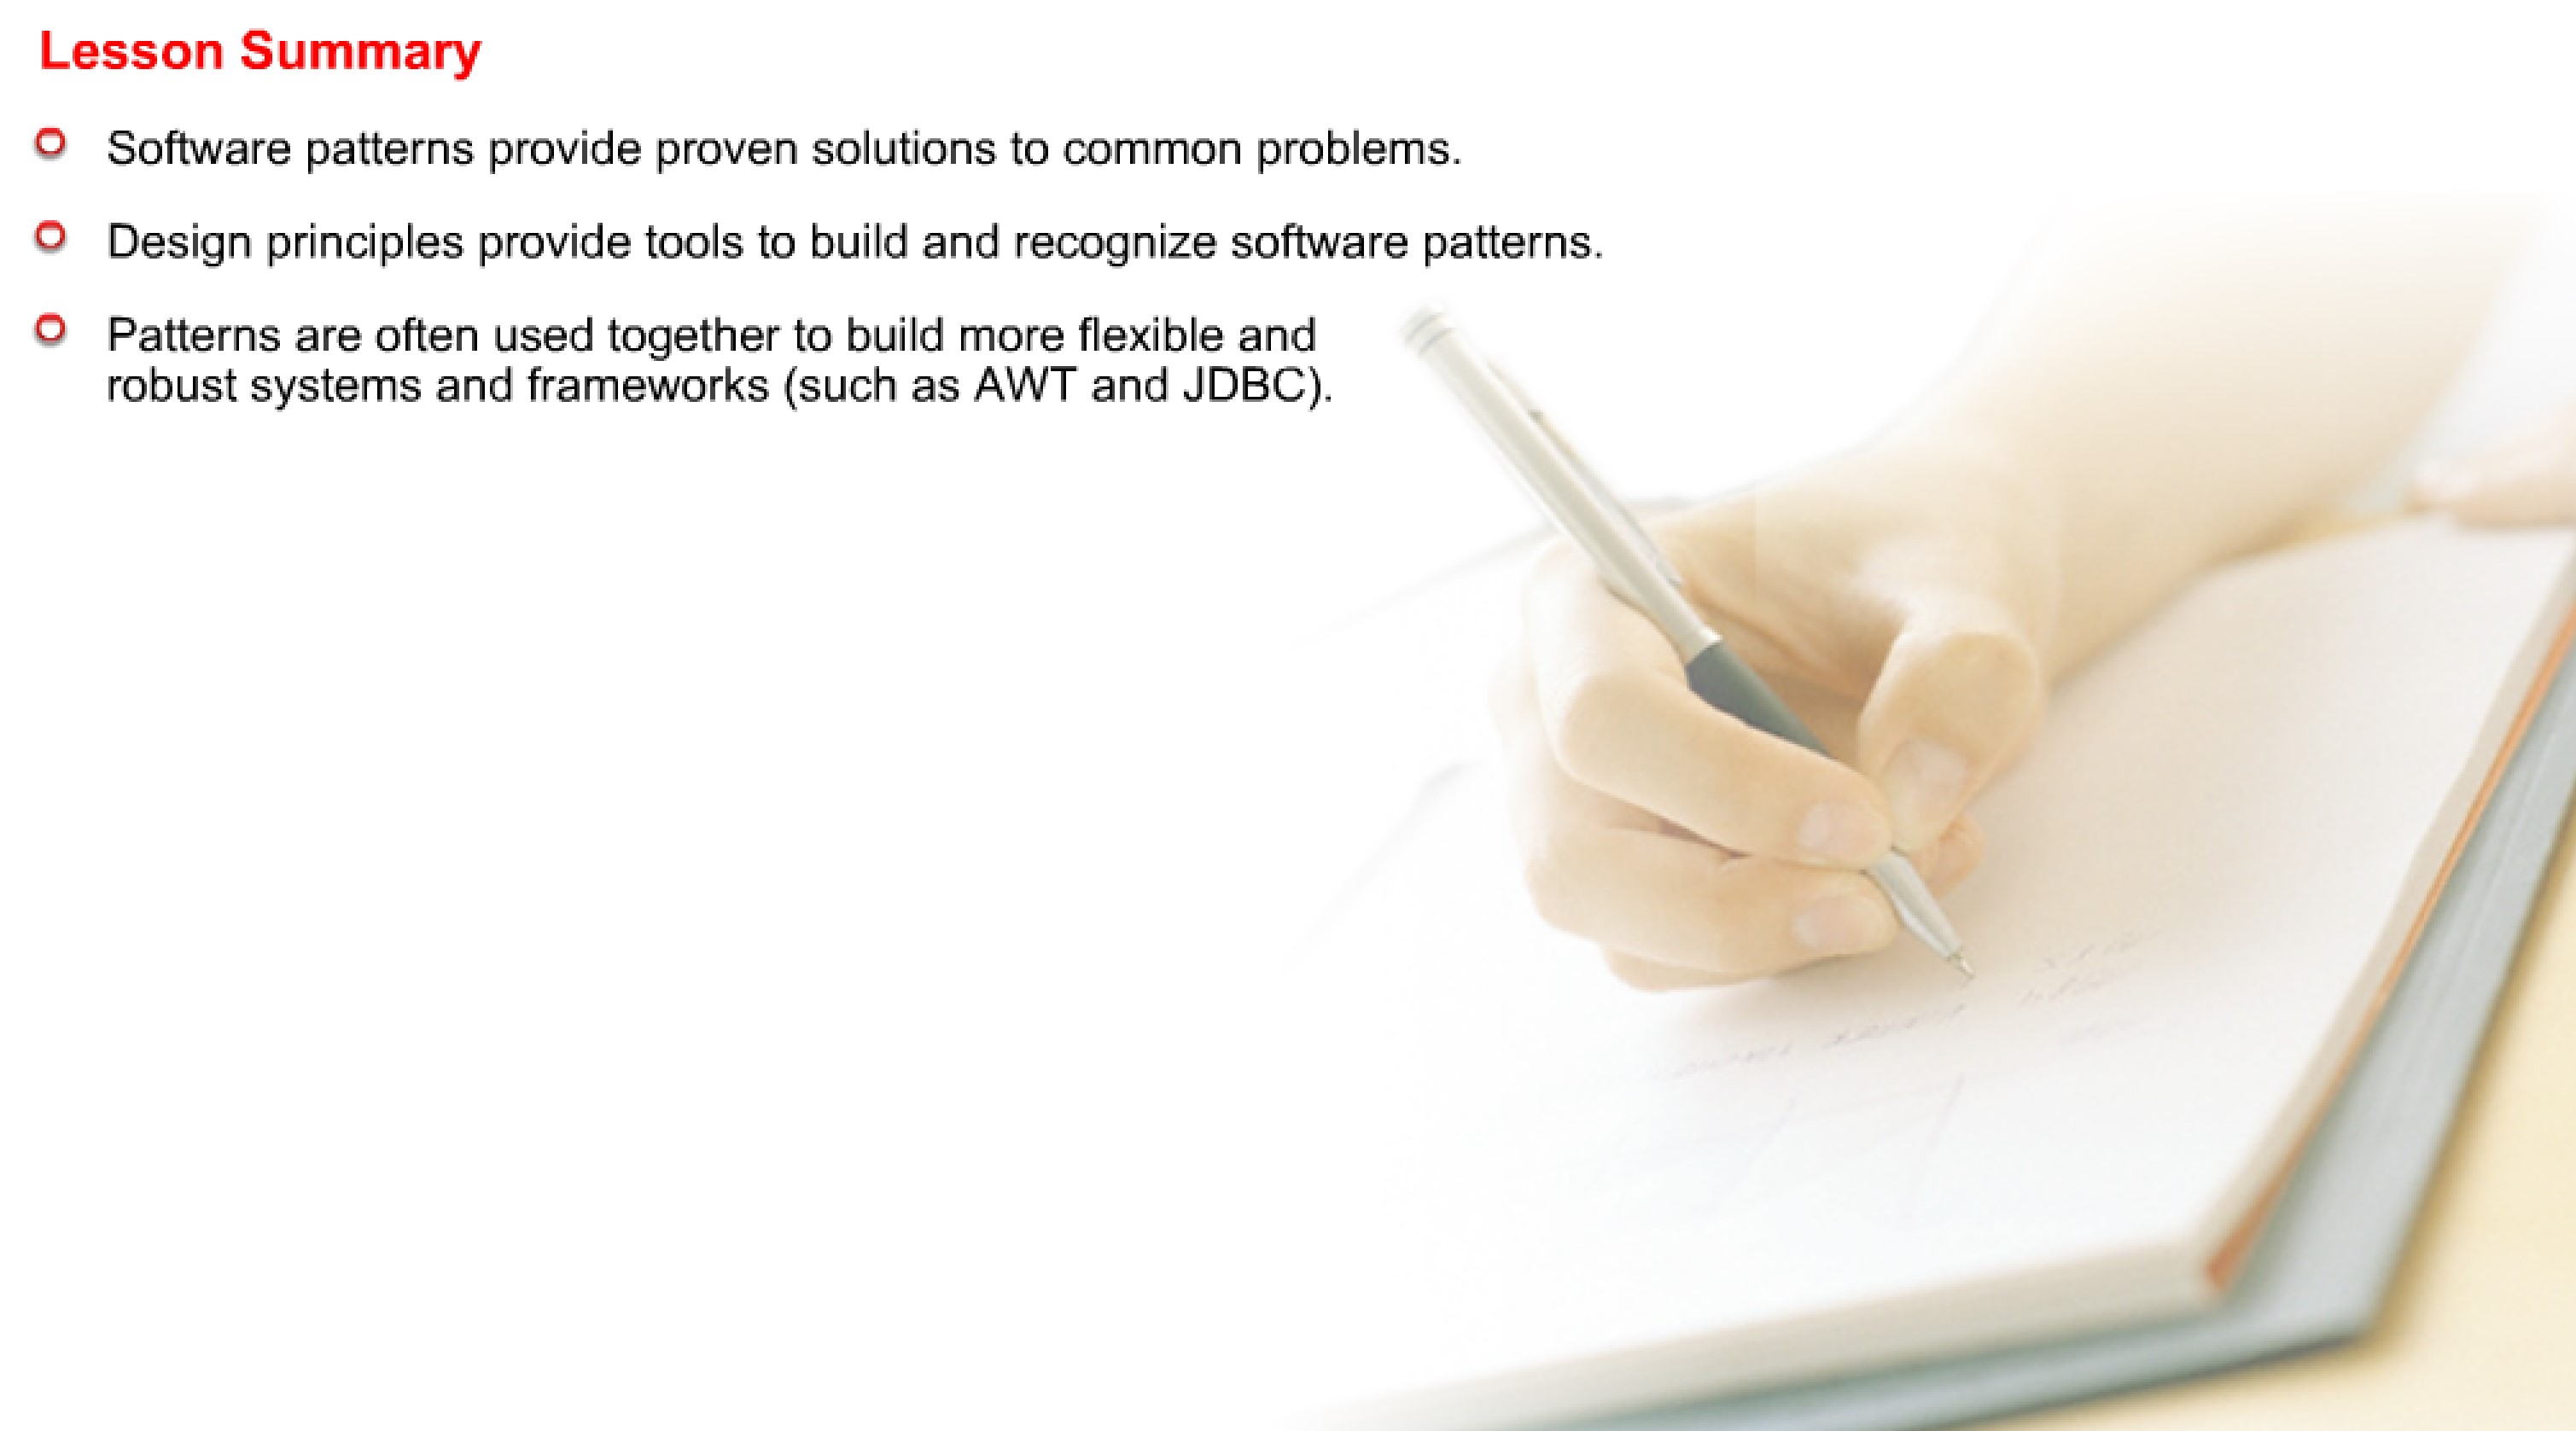 Lesson Summary
Software patterns provide proven solutions to common problems.
Design principles provide tools to build and recognize software patterns.
Patterns are often used together to build more flexible and
robust systems and frameworks (such as AWT and JDBC).